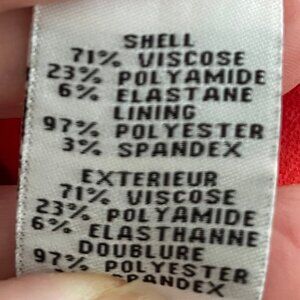 SHELL
71% VISCOSE
23% POLYAMIDE
6% ELASTANE
LINING
97% POLYESTER
3% SPANDEX
EXTERIEUR
71% VISCOSE
23% POLYAMIDE
6% ELASTHANNE
DOUBLURE
97% POLYESTER
SPANDEX